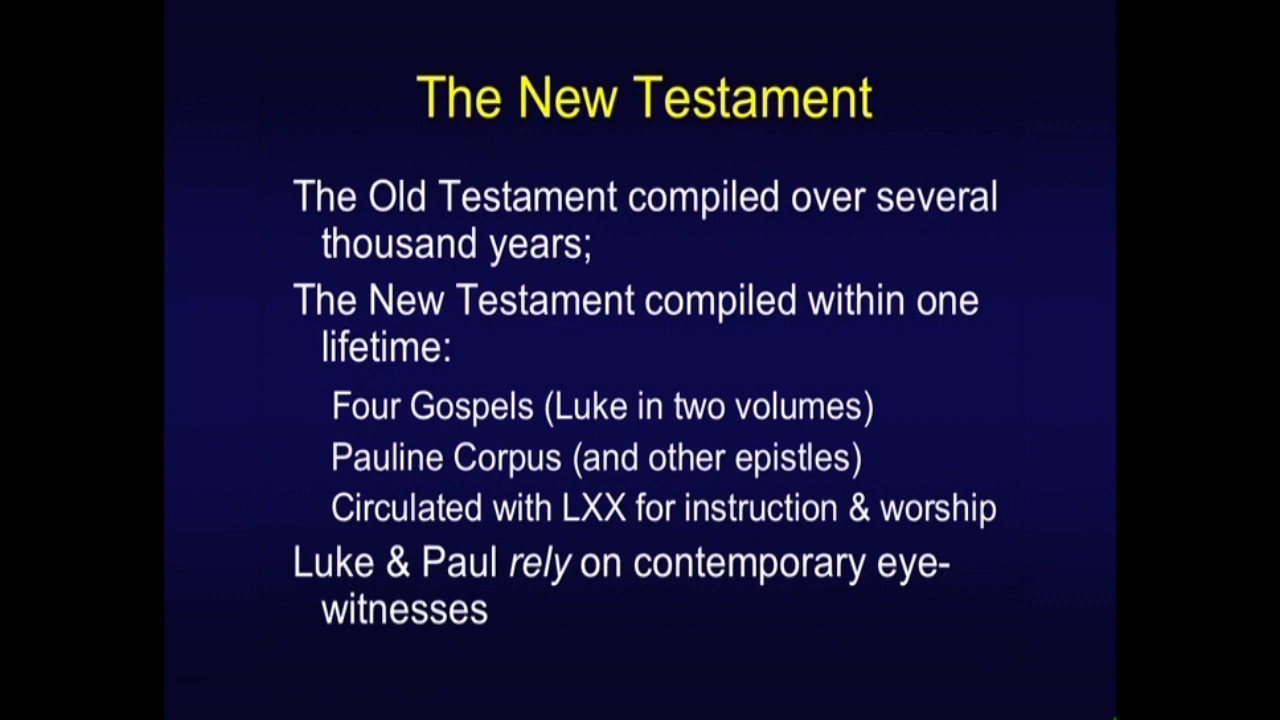 The New Testament
The Old Testament compiled over several
thousand years;
The New Testament compiled within one
lifetime:
Four Gospels (Luke in two volumes)
Pauline Corpus (and other epistles)
Circulated with LXX for instruction & worship
Luke & Paul rely on contemporary eye-
witnesses